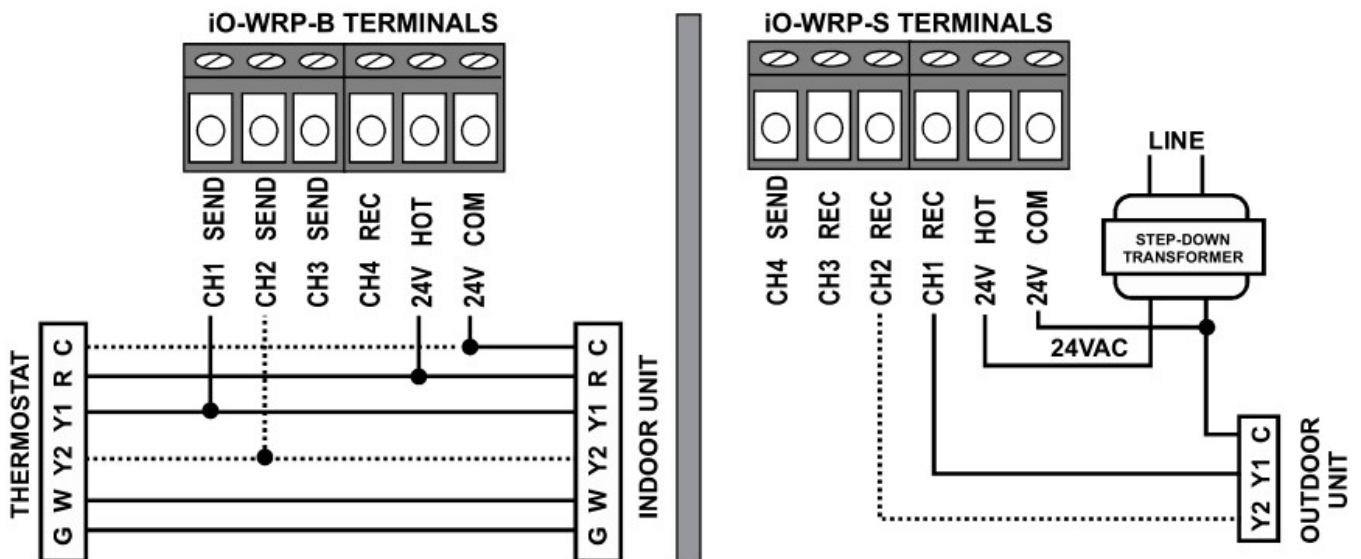 iO-WRP-B TERMINALS
CH1 SEND
CH2 SEND
CH3 SEND
CH4 REC
24V HOT
24V COM
THERMOSTAT
C
R
Y1
Y2
W
G
C
R
Y1
Y2
W
G
INDOOR UNIT
iO-WRP-S TERMINALS
CH4 SEND
CH3 REC
CH2 REC
CH1 REC
24V HOT
24V COM
LINE
STEP-DOWN
TRANSFORMER
24VAC
C
Y1
Y2
OUTDOOR
UNIT